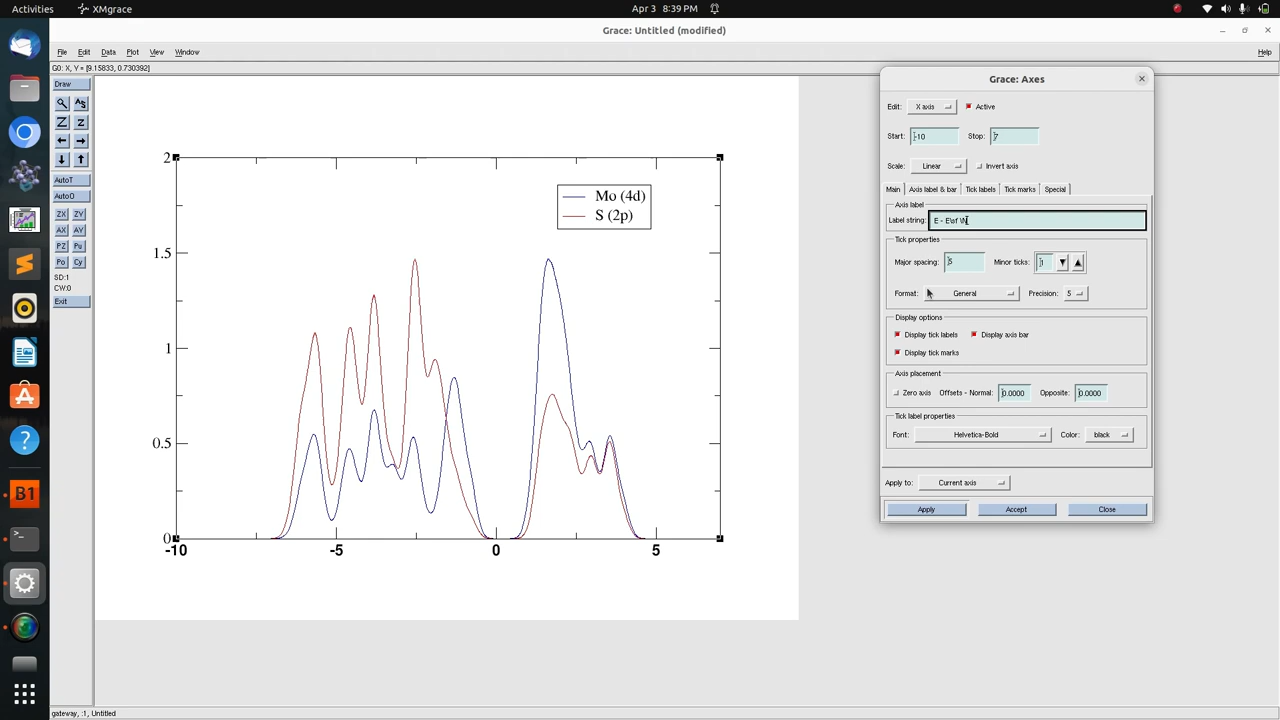 Activities XMgrace Apr 3 8:39 PM
Grace: Untitled (modified)
File Edit Data Plot View Window Help
G0: X, Y = [9.15833, 0.730392]
Draw
A S
Z z
AutoT
AutoO
ZX ZY
AX AY
PZ Pu
Po Cy
SD:1
CW:0
Exit
2
1.5
1
0.5
0
-10 -5 0 5
Mo (4d)
S (2p)
Grace: Axes
Edit: X axis Active
Start: -10 Stop: 7
Scale: Linear Invert axis
Main Axis label & bar Tick labels Tick marks Special
Axis label
Label string: E - E\sf \N
Tick properties
Major spacing: 5 Minor ticks: 1
Format: General Precision: 5
Display options
Display tick labels Display axis bar
Display tick marks
Axis placement
Zero axis Offsets - Normal: 0.0000 Opposite: 0.0000
Tick label properties
Font: Helvetica-Bold Color: black
Apply to: Current axis
Apply Accept Close
B1
gateway, :1, Untitled